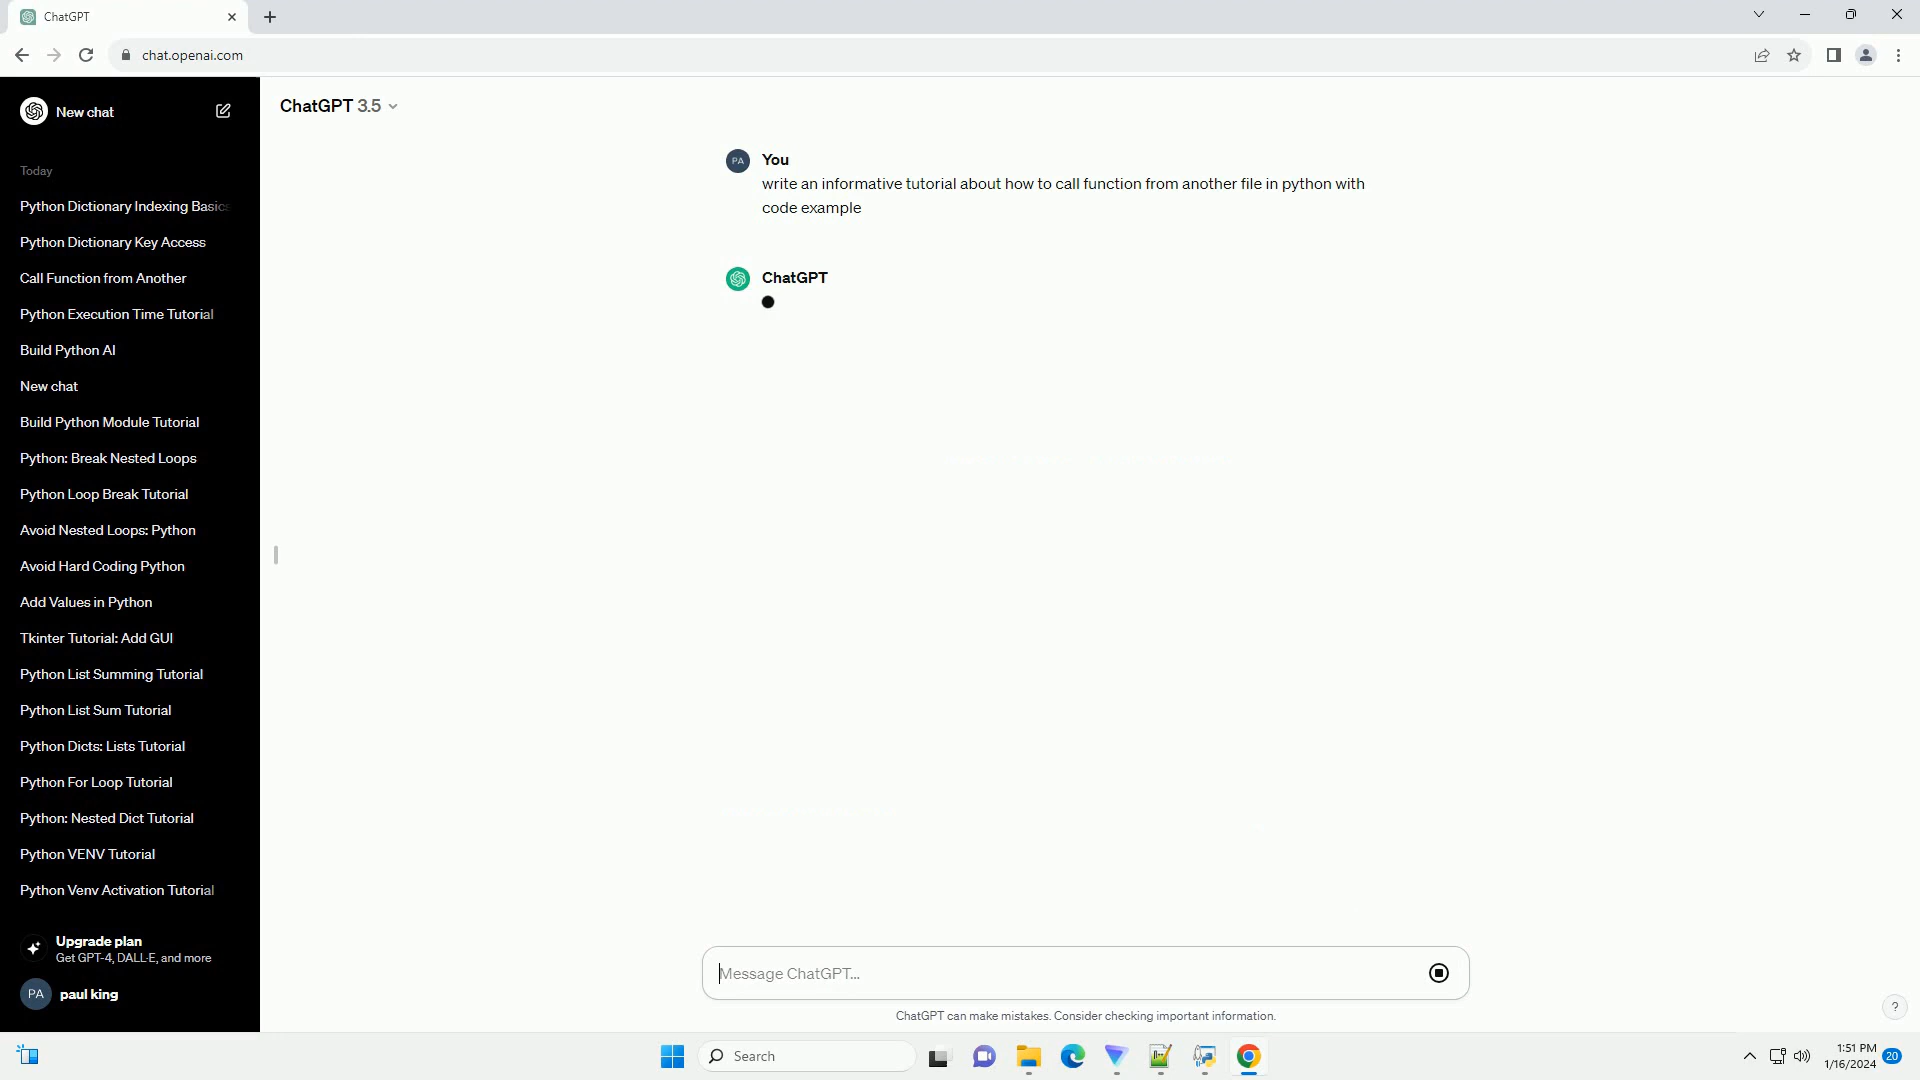 ChatGPT
chat.openai.com
New chat
Today
Python Dictionary Indexing Basics
Python Dictionary Key Access
Call Function from Another
Python Execution Time Tutorial
Build Python AI
New chat
Build Python Module Tutorial
Python: Break Nested Loops
Python Loop Break Tutorial
Avoid Nested Loops: Python
Avoid Hard Coding Python
Add Values in Python
Tkinter Tutorial: Add GUI
Python List Summing Tutorial
Python List Sum Tutorial
Python Dicts: Lists Tutorial
Python For Loop Tutorial
Python: Nested Dict Tutorial
Python VENV Tutorial
Python Venv Activation Tutorial
Upgrade plan
Get GPT-4, DALL·E, and more
PA paul king
ChatGPT 3.5
PA You
write an informative tutorial about how to call function from another file in python with
code example
ChatGPT
Message ChatGPT...
ChatGPT can make mistakes. Consider checking important information.
?
Search
1:51 PM
1/16/2024
20